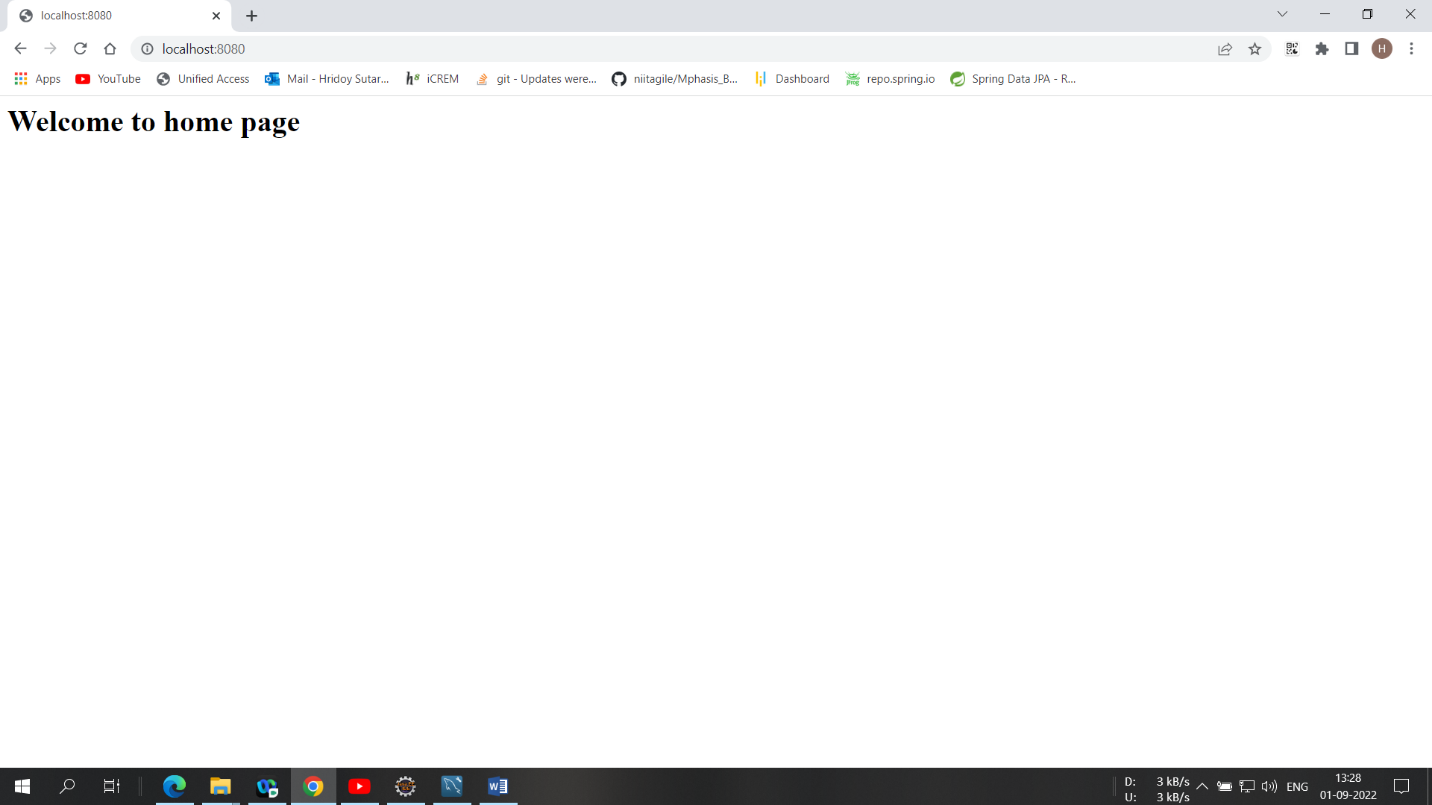 localhost:8080
localhost:8080
H
Apps YouTube Unified Access Mail - Hridoy Sutar... h8 iCREM git - Updates were... niitagile/Mphasis_B... Dashboard repo.spring.io Spring Data JPA - R...
Welcome to home page
D: 3 kB/s
U: 3 kB/s
ENG
13:28
01-09-2022